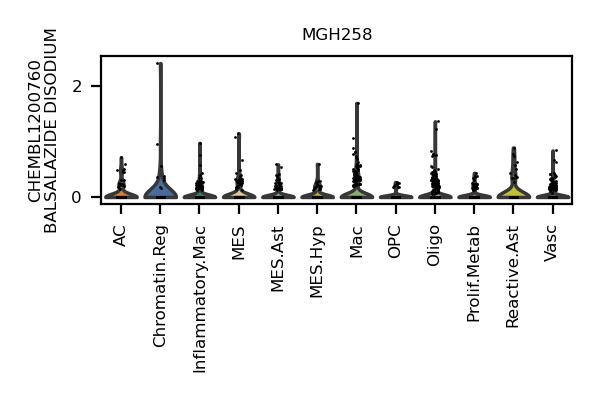 MGH258
CHEMBL1200760
BALSALAZIDE DISODIUM
2
0
AC
Chromatin.Reg
Inflammatory.Mac
MES
MES.Ast
MES.Hyp
Mac
OPC
Oligo
Prolif.Metab
Reactive.Ast
Vasc